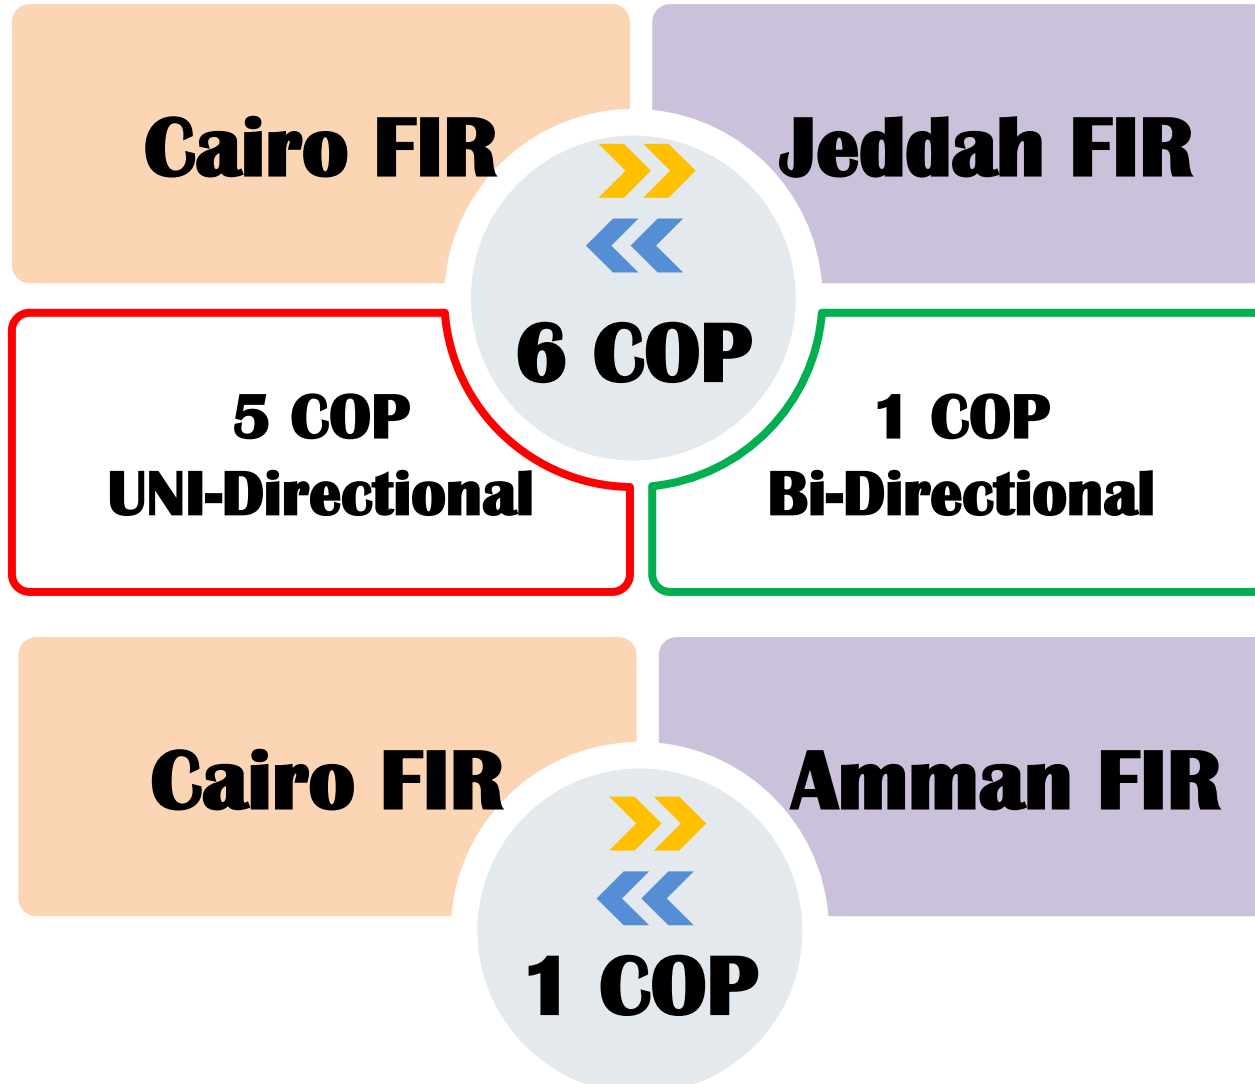 Cairo FIR
Jeddah FIR
6 COP
5 COP
UNI-Directional
1 COP
Bi-Directional
Cairo FIR
Amman FIR
1 COP